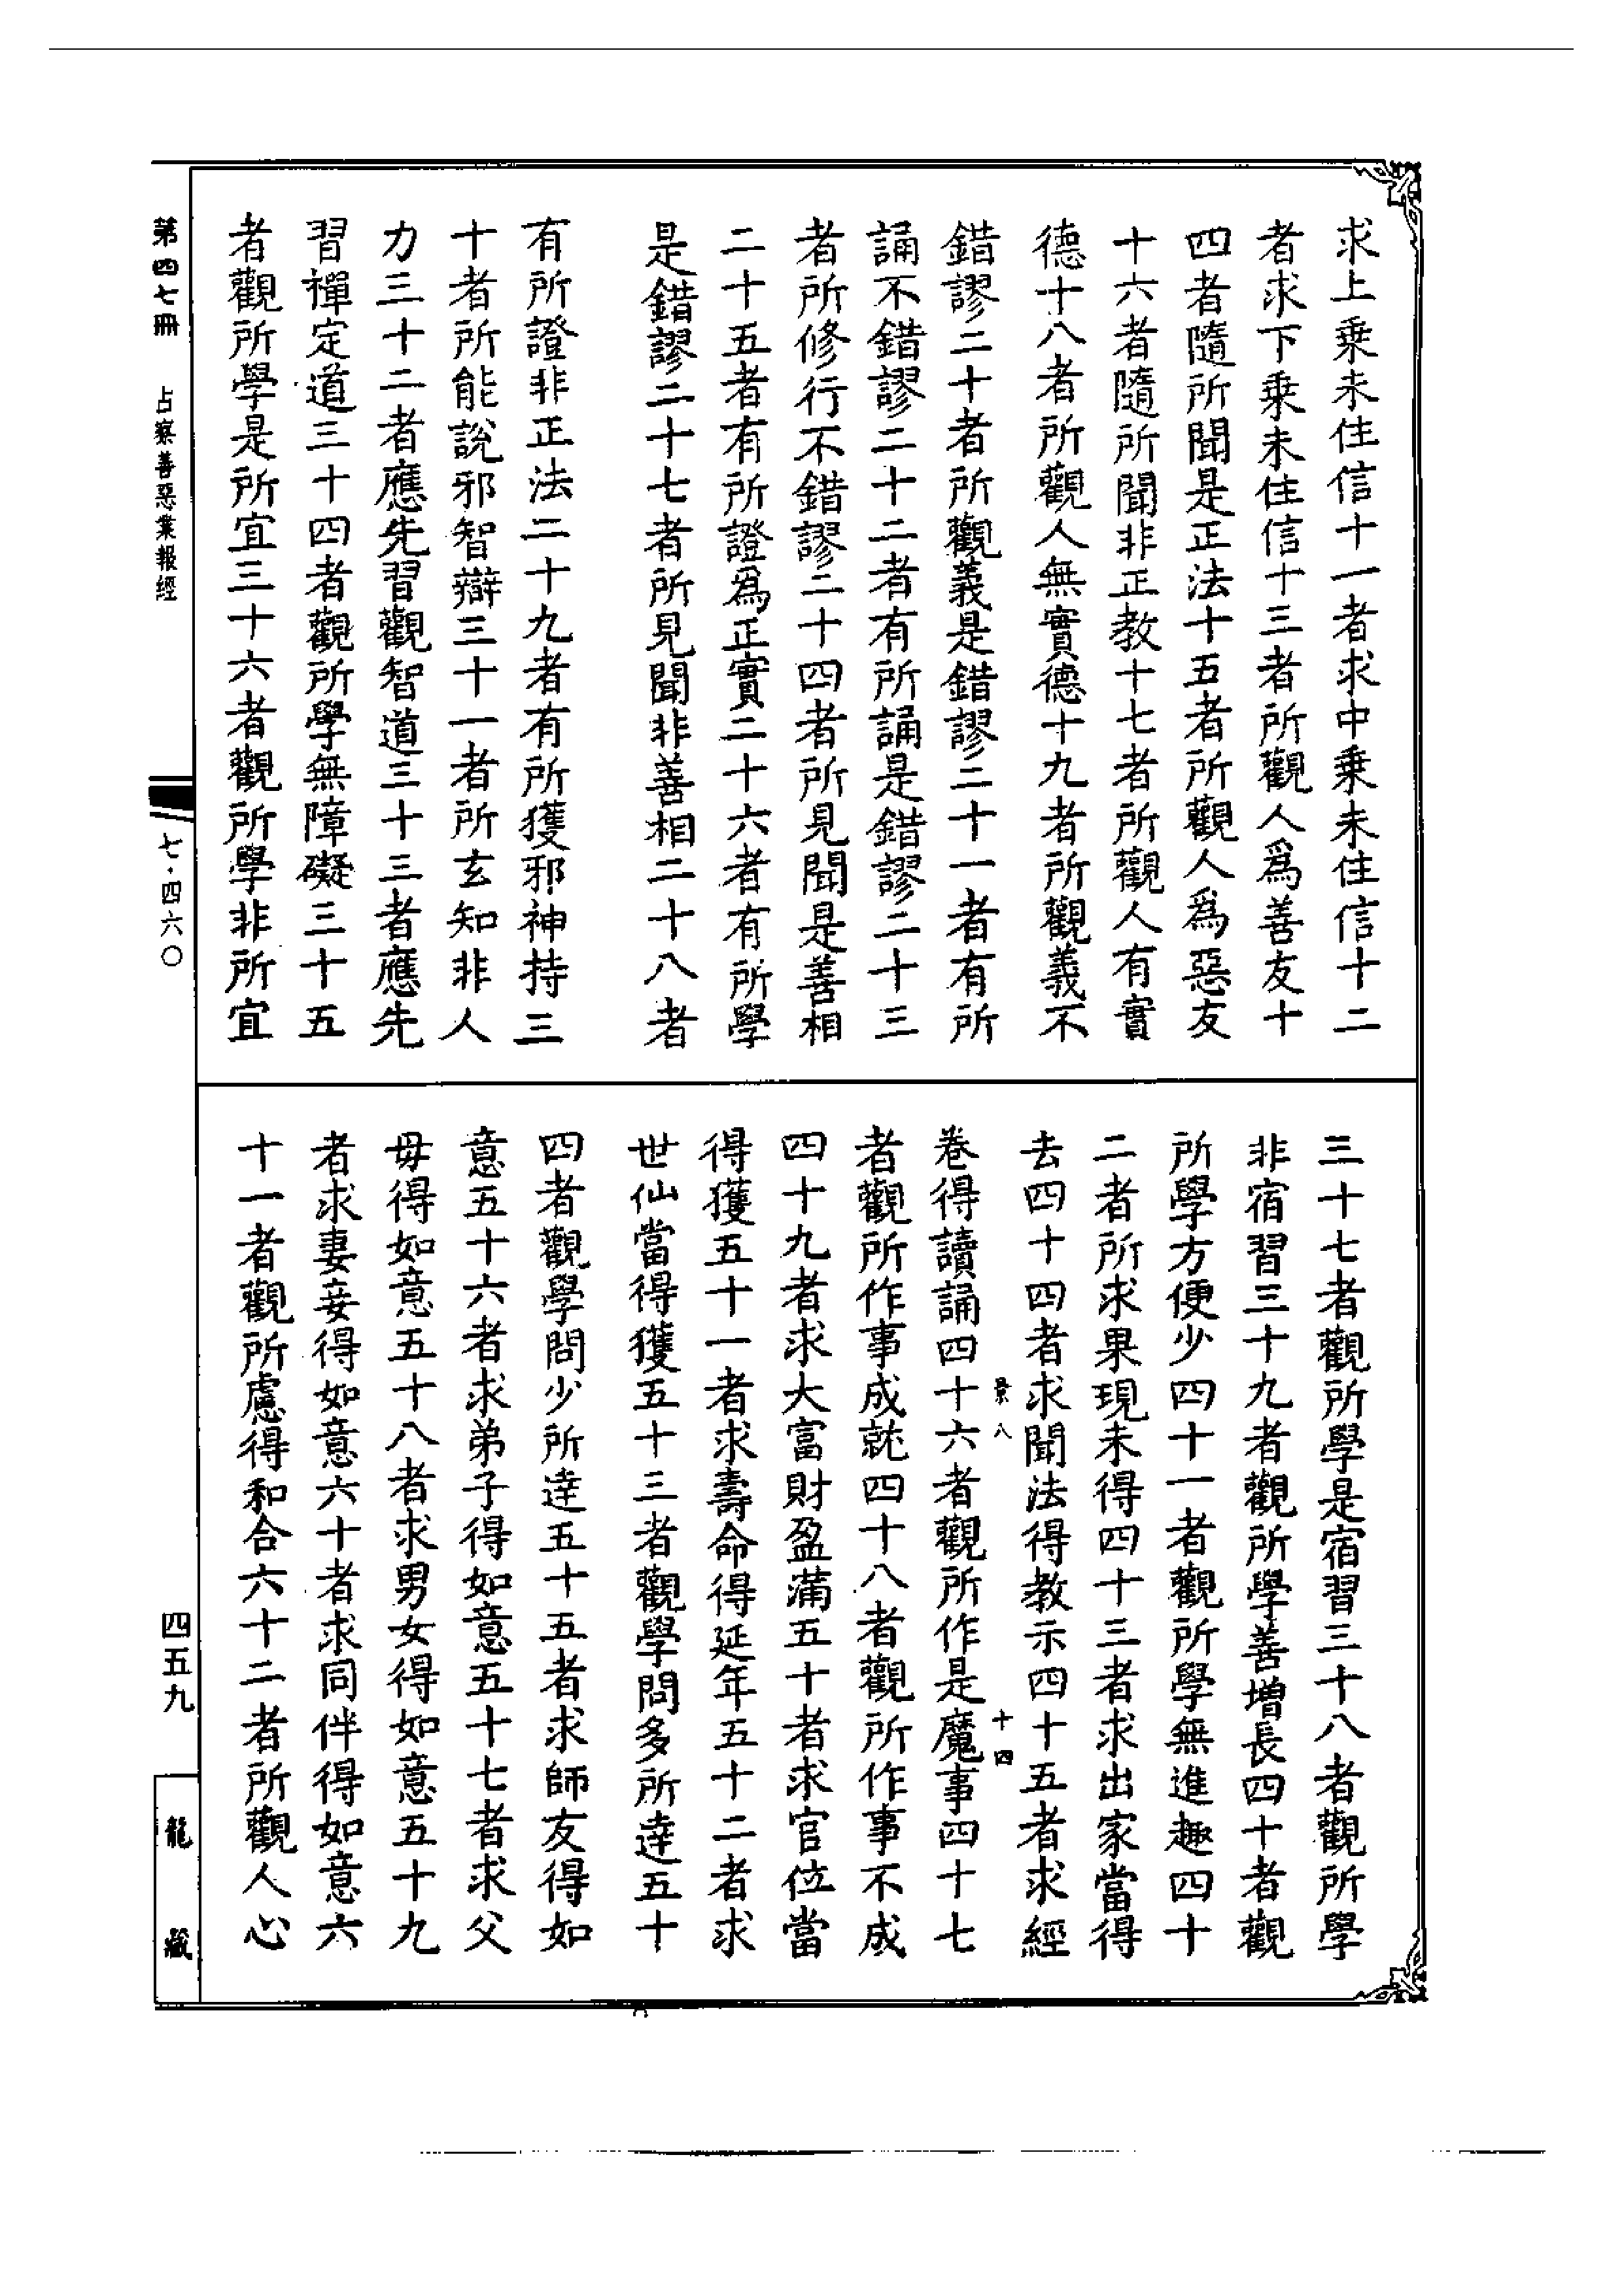 求上乗未住信十一者求中乗未住信十二
者求下乗未住信十三者所觀人爲善友十
四者隨所聞是正法十五者所觀人爲惡友
十六者隨所聞非正教十七者所觀人有實
德十八者所觀人無實德十九者所觀義不
錯謬二十者所觀義是錯謬二十一者有所
誦不錯謬二十二者有所誦是錯謬二十三
者所修行不錯謬二十四者所見聞是善相
二十五者有所證爲正實二十六者有所學
是錯謬二十七者所見聞非善相二十八者
有所證非正法二十九者有所獲邪神持三
十者所能說邪智辯三十一者所玄知非人
力三十二者應先習觀智道三十三者應先
習禪定道三十四者觀所學無障礙三十五
者觀所學是所宜三十六者觀所學非所宜
三十七者觀所學是宿習三十八者觀所學
非宿習三十九者觀所學善增長四十者觀
所學方便少四十一者觀所學無進趣四十
二者所求果現未得四十三者求出家當得
去四十四者求聞法得教示四十五者求經
景八
十四
卷得讀誦四十六者觀所作是魔事四十七
者觀所作事成就四十八者觀所作事不成
四十九者求大富財盈滿五十者求官位當
得獲五十一者求壽命得延年五十二者求
世仙當得獲五十三者觀學問多所達五十
四者觀學問少所達五十五者求師友得如
意五十六者求弟子得如意五十七者求父
母得如意五十八者求男女得如意五十九
者求妻妾得如意六十者求同伴得如意六
十一者觀所慮得和合六十二者所觀人心
第四七冊
占察善惡業報經
七·四六〇
四五九
龍藏